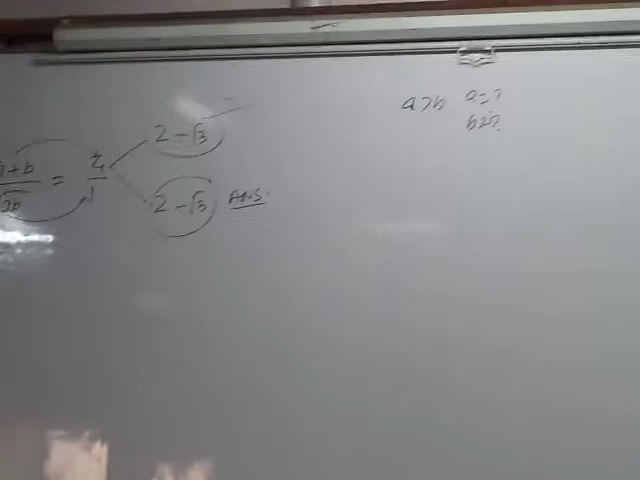 a+b/√ab = 4/1
2-√3
2-√3 Ans.
a>b a=?
b=?